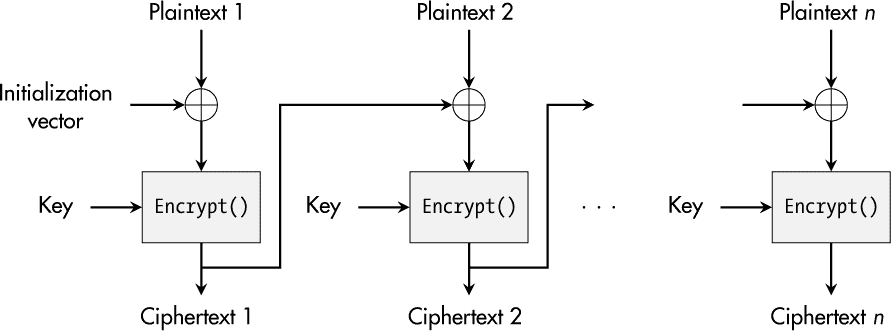 Plaintext 1
Plaintext 2
Plaintext n
Initialization
vector
Key
Encrypt()
Key
Encrypt()
. . .
Key
Encrypt()
Ciphertext 1
Ciphertext 2
Ciphertext n